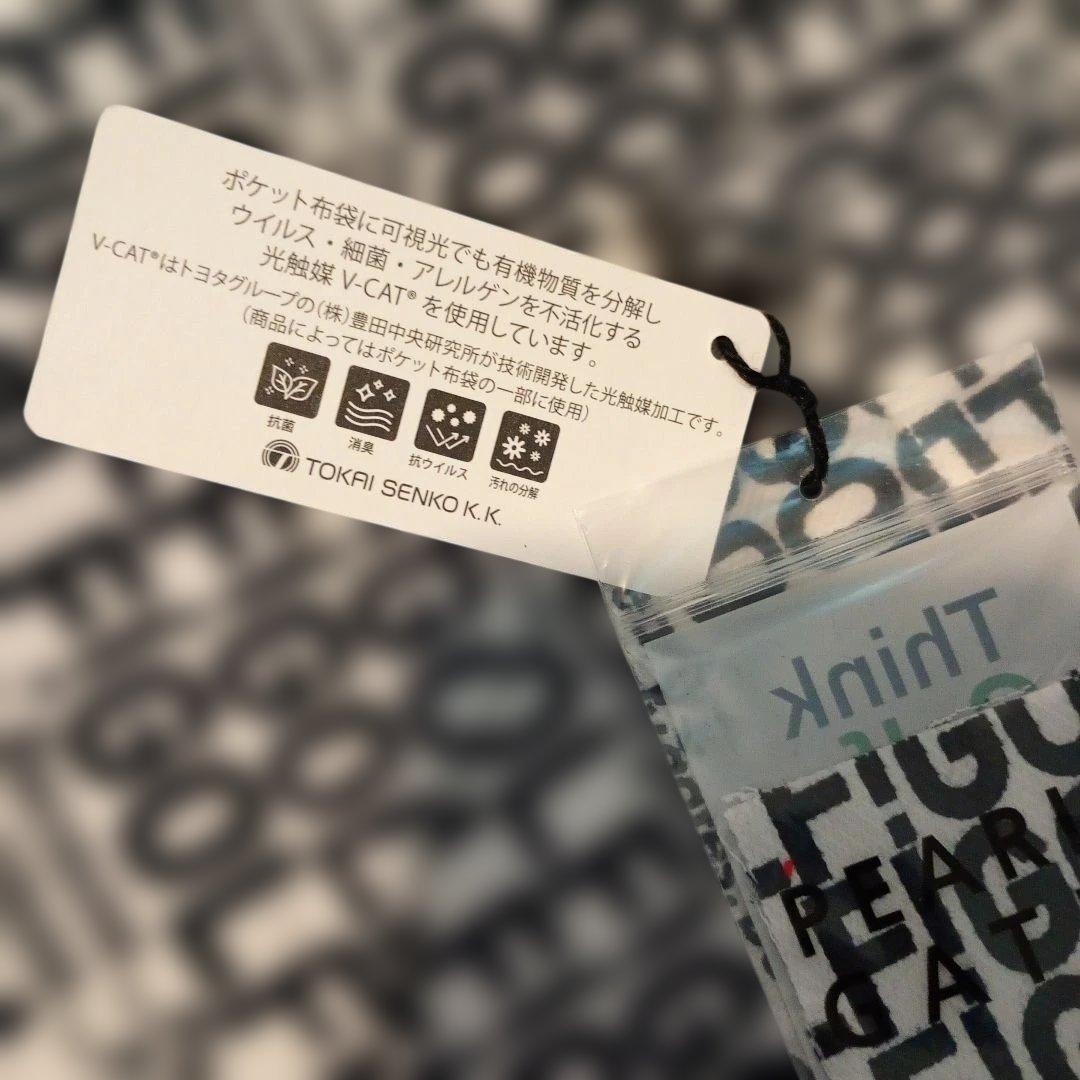 ポケット布袋に可視光でも有機物質を分解し
ウイルス・細菌・アレルゲンを不活化する
光触媒 V-CAT® を使用しています。
V-CAT®はトヨタグループの(株)豊田中央研究所が技術開発した光触媒加工です。
(商品によってはポケット布袋の一部に使用)
抗菌 消臭 抗ウイルス 汚れの分解
TOKAI SENKO K.K.
Think
FIGO
PEARL
GAT